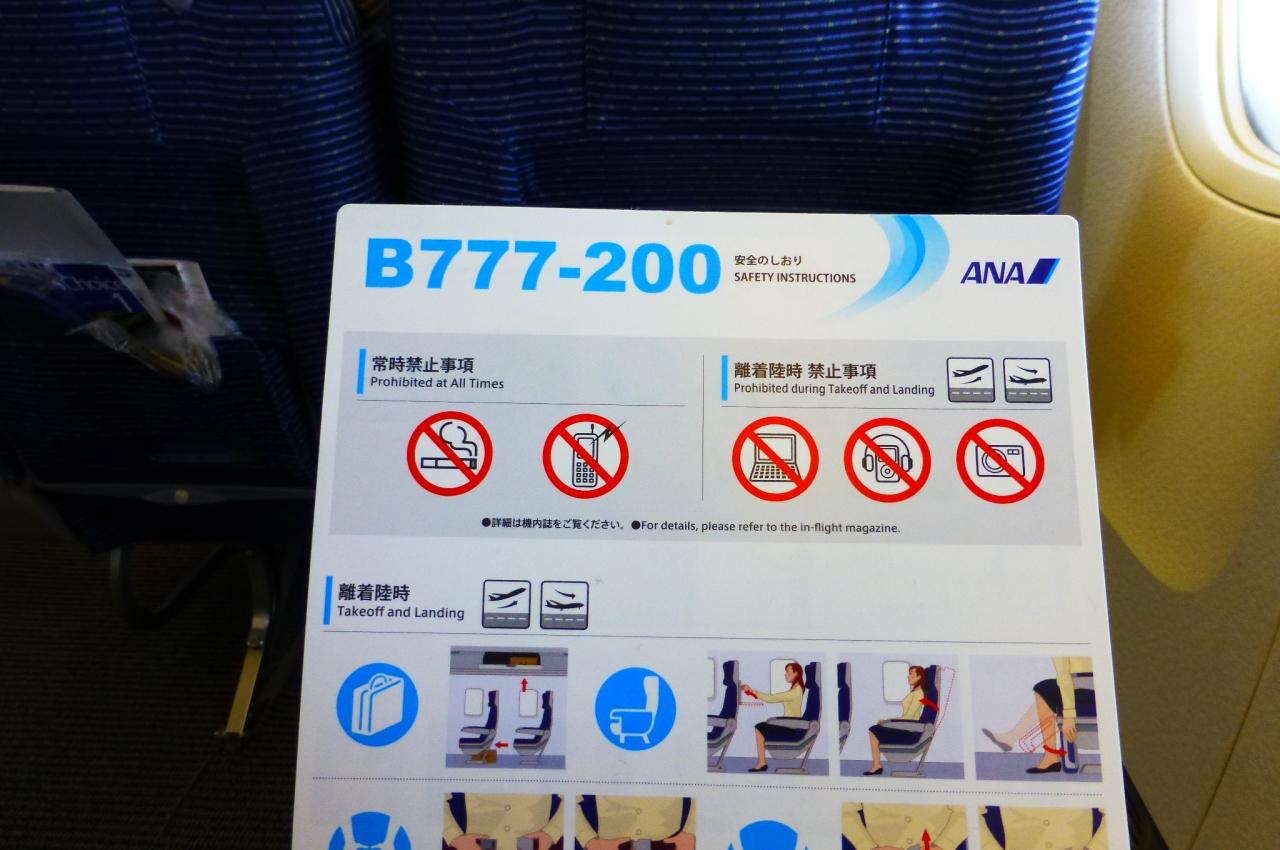 B777-200
安全のしおり
SAFETY INSTRUCTIONS
ANA
常時禁止事項
Prohibited at All Times
離着陸時 禁止事項
Prohibited during Takeoff and Landing
●詳細は機内誌をご覧ください。 ●For details, please refer to the in-flight magazine.
離着陸時
Takeoff and Landing
Choice
1